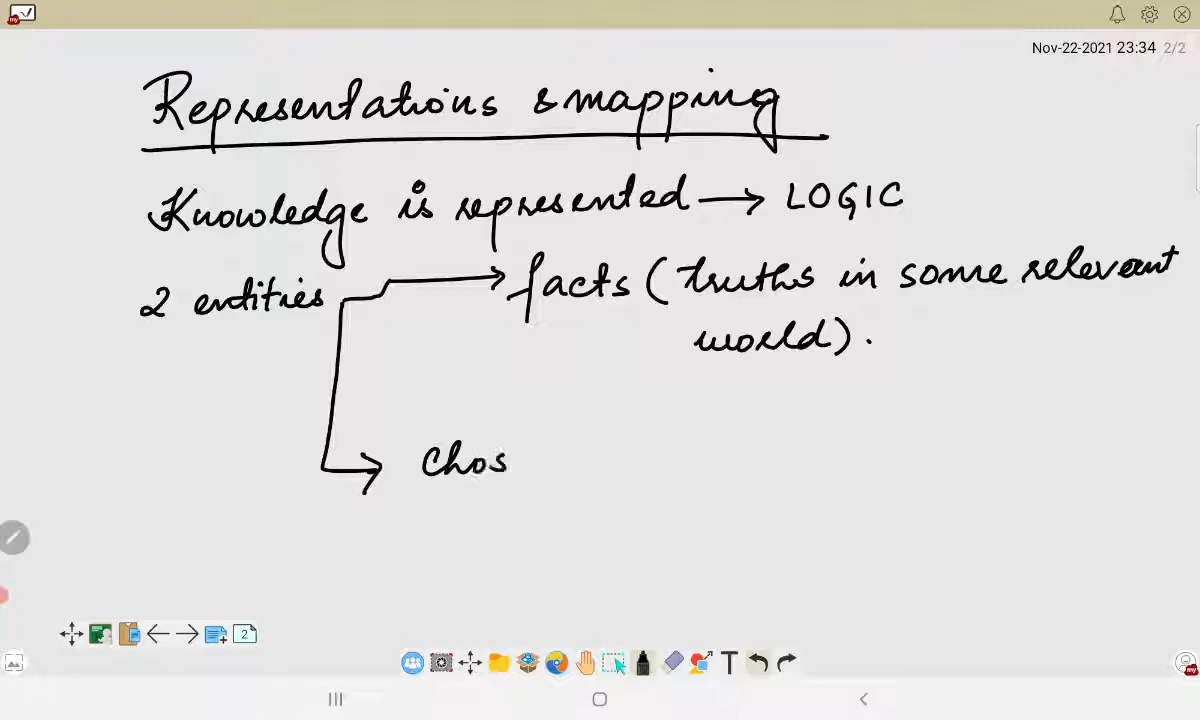 Nov-22-2021 23:34 2/2
Representations & mapping
Knowledge is represented → LOGIC
2 entities → facts (truths in some relevant
world).
→ Chos
2
T